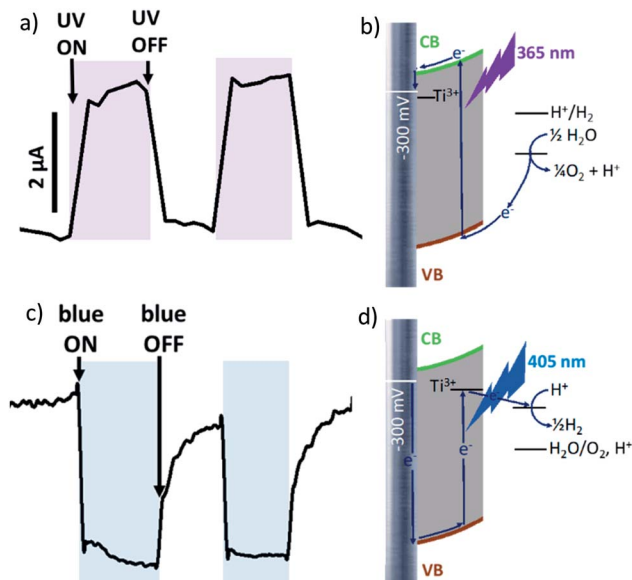 a)
UV
ON
UV
OFF
2 µA
b)
CB
e⁻
365 nm
Ti³⁺
-300 mV
H⁺/H₂
½ H₂O
¼O₂ + H⁺
e⁻
VB
c)
blue
ON
blue
OFF
d)
CB
405 nm
Ti³⁺
e⁻
-300 mV
H⁺
½H₂
e⁻
e⁻
H₂O/O₂, H⁺
VB